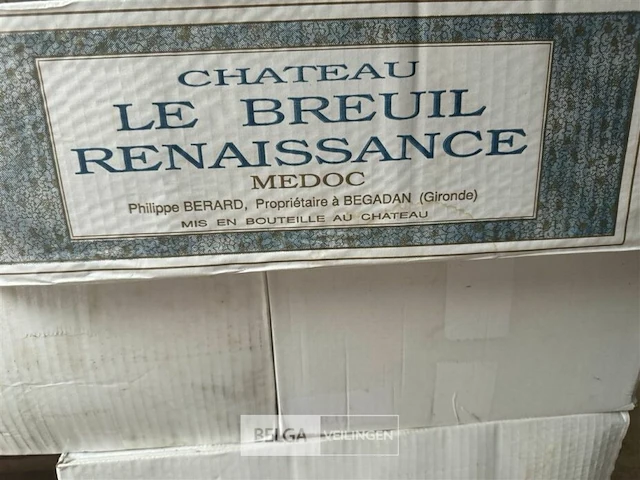 CHATEAU
LE BREUIL
RENAISSANCE
MEDOC
Philippe BERARD, Propriétaire à BEGADAN (Gironde)
MIS EN BOUTEILLE AU CHATEAU
BELGA VEILINGEN